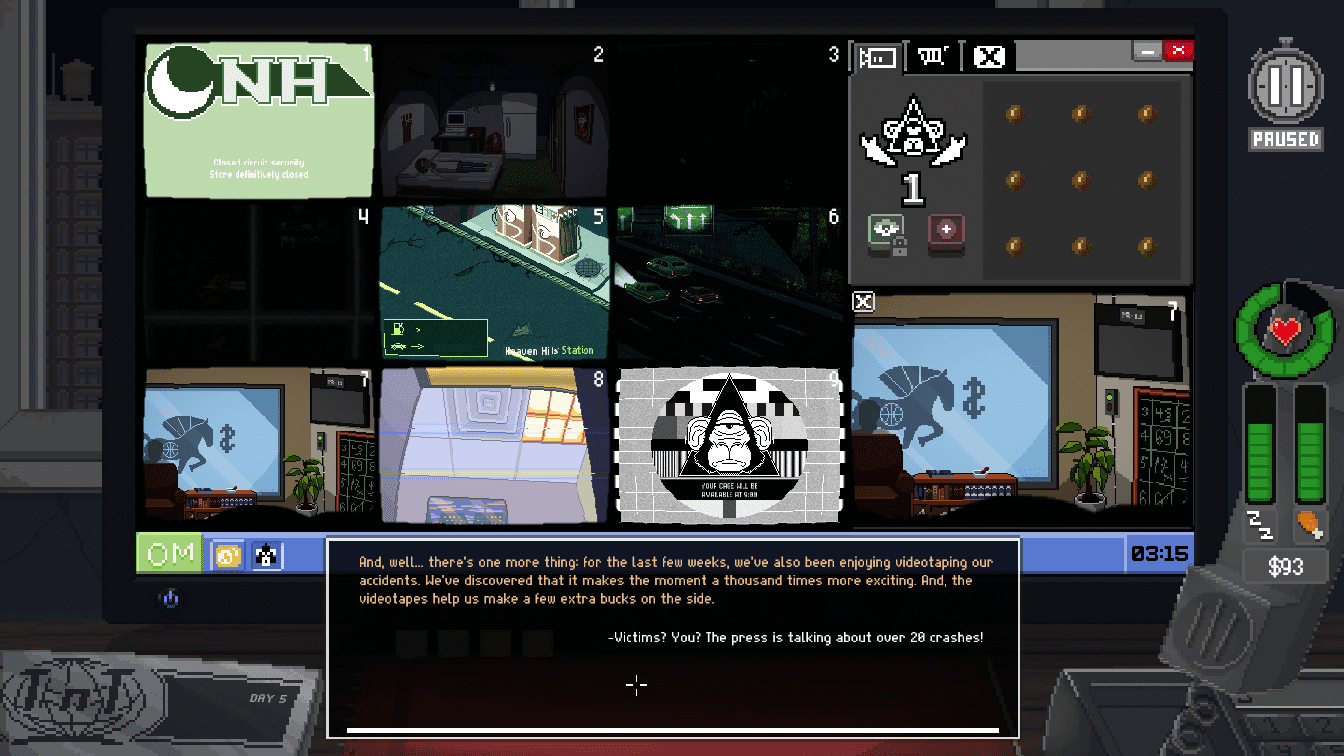 1
NH
Closed circuit security
Store definitively closed
2
3
4
5
Heaven Hi's Station
6
7
8
9
YOUR CASE WILL BE
AVAILABLE AT 9:00
1
7
PAUSED
OM
03:15
$93
TnT
DAY 5
And, well... there's one more thing: for the last few weeks, we've also been enjoying videotaping our
accidents. We've discovered that it makes the moment a thousand times more exciting. And, the
videotapes help us make a few extra bucks on the side.
-Victims? You? The press is talking about over 20 crashes!